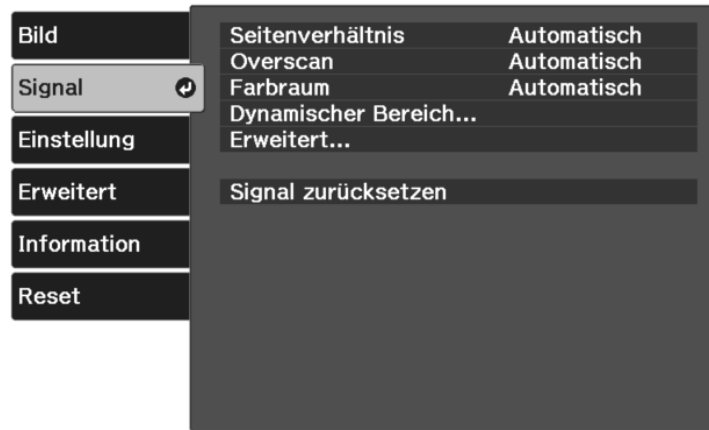 Bild
Signal
Einstellung
Erweitert
Information
Reset
Seitenverhältnis Automatisch
Overscan Automatisch
Farbraum Automatisch
Dynamischer Bereich...
Erweitert...
Signal zurücksetzen